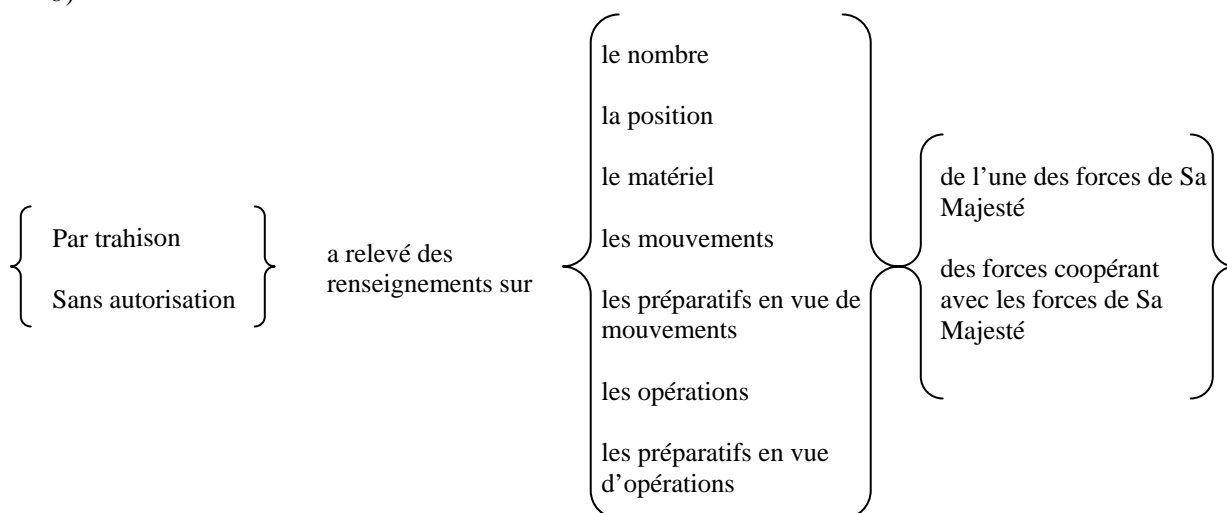 Par trahison
Sans autorisation
a relevé des
renseignements sur
le nombre
la position
le matériel
les mouvements
les préparatifs en vue de
mouvements
les opérations
les préparatifs en vue
d’opérations
de l’une des forces de Sa
Majesté
des forces coopérant
avec les forces de Sa
Majesté